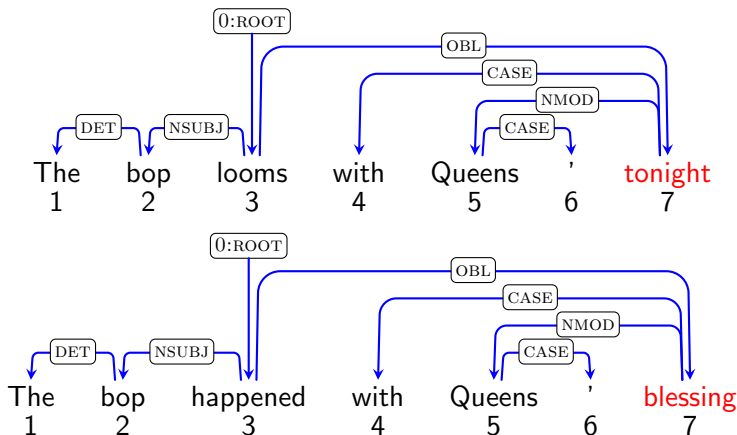 0:ROOT
OBL
CASE
NMOD
DET NSUBJ CASE
The bop looms with Queens ' tonight
1 2 3 4 5 6 7
0:ROOT
OBL
CASE
NMOD
DET NSUBJ CASE
The bop happened with Queens ' blessing
1 2 3 4 5 6 7